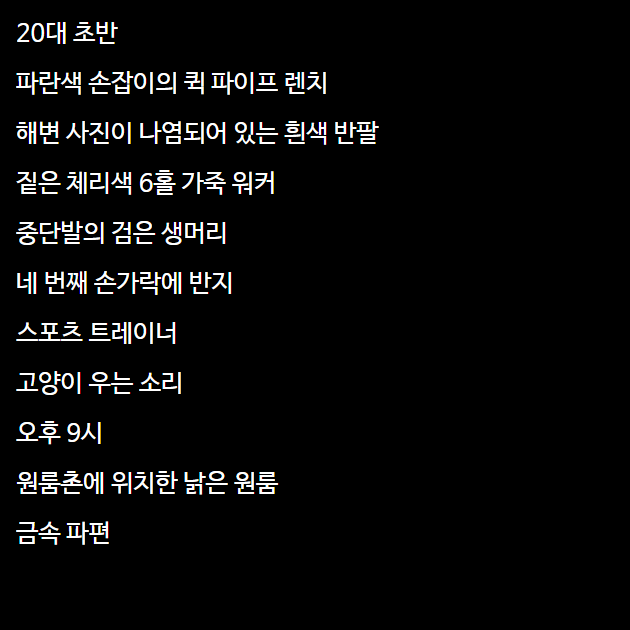 20대 초반
파란색 손잡이의 퀵 파이프 렌치
해변 사진이 나염되어 있는 흰색 반팔
짙은 체리색 6홀 가죽 워커
중단발의 검은 생머리
네 번째 손가락에 반지
스포츠 트레이너
고양이 우는 소리
오후 9시
원룸촌에 위치한 낡은 원룸
금속 파편